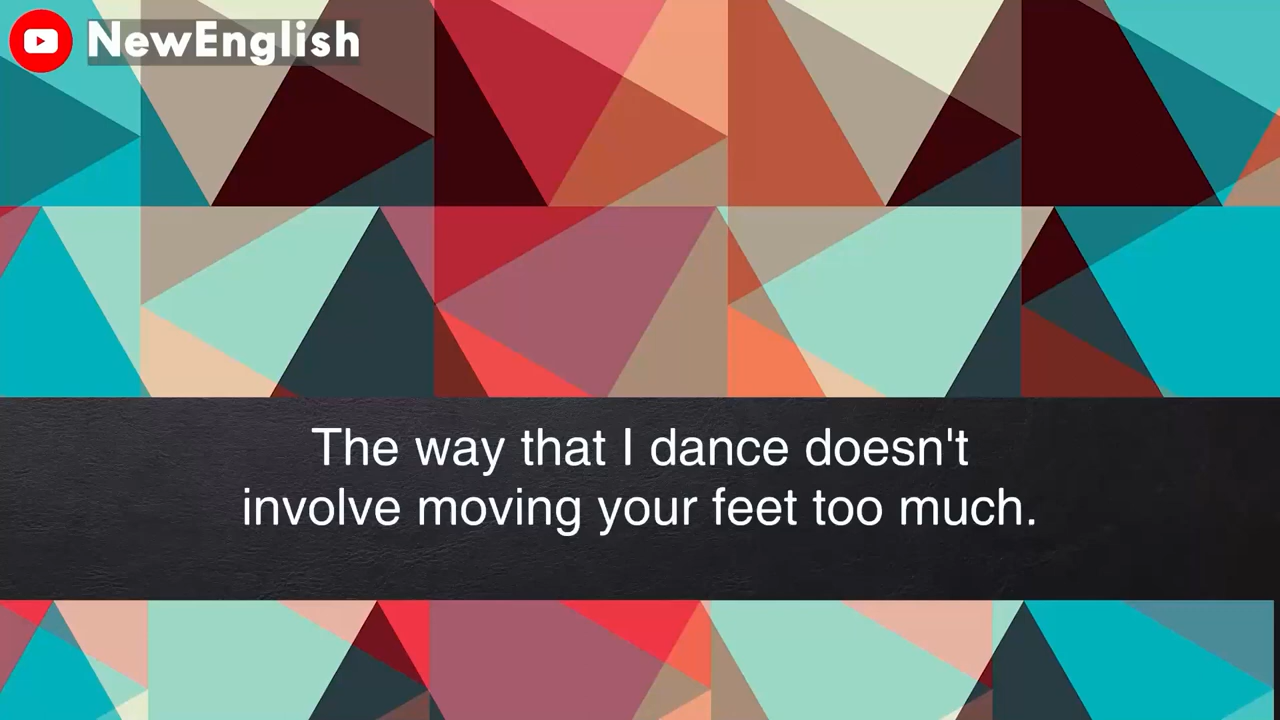 NewEnglish
The way that I dance doesn't
involve moving your feet too much.